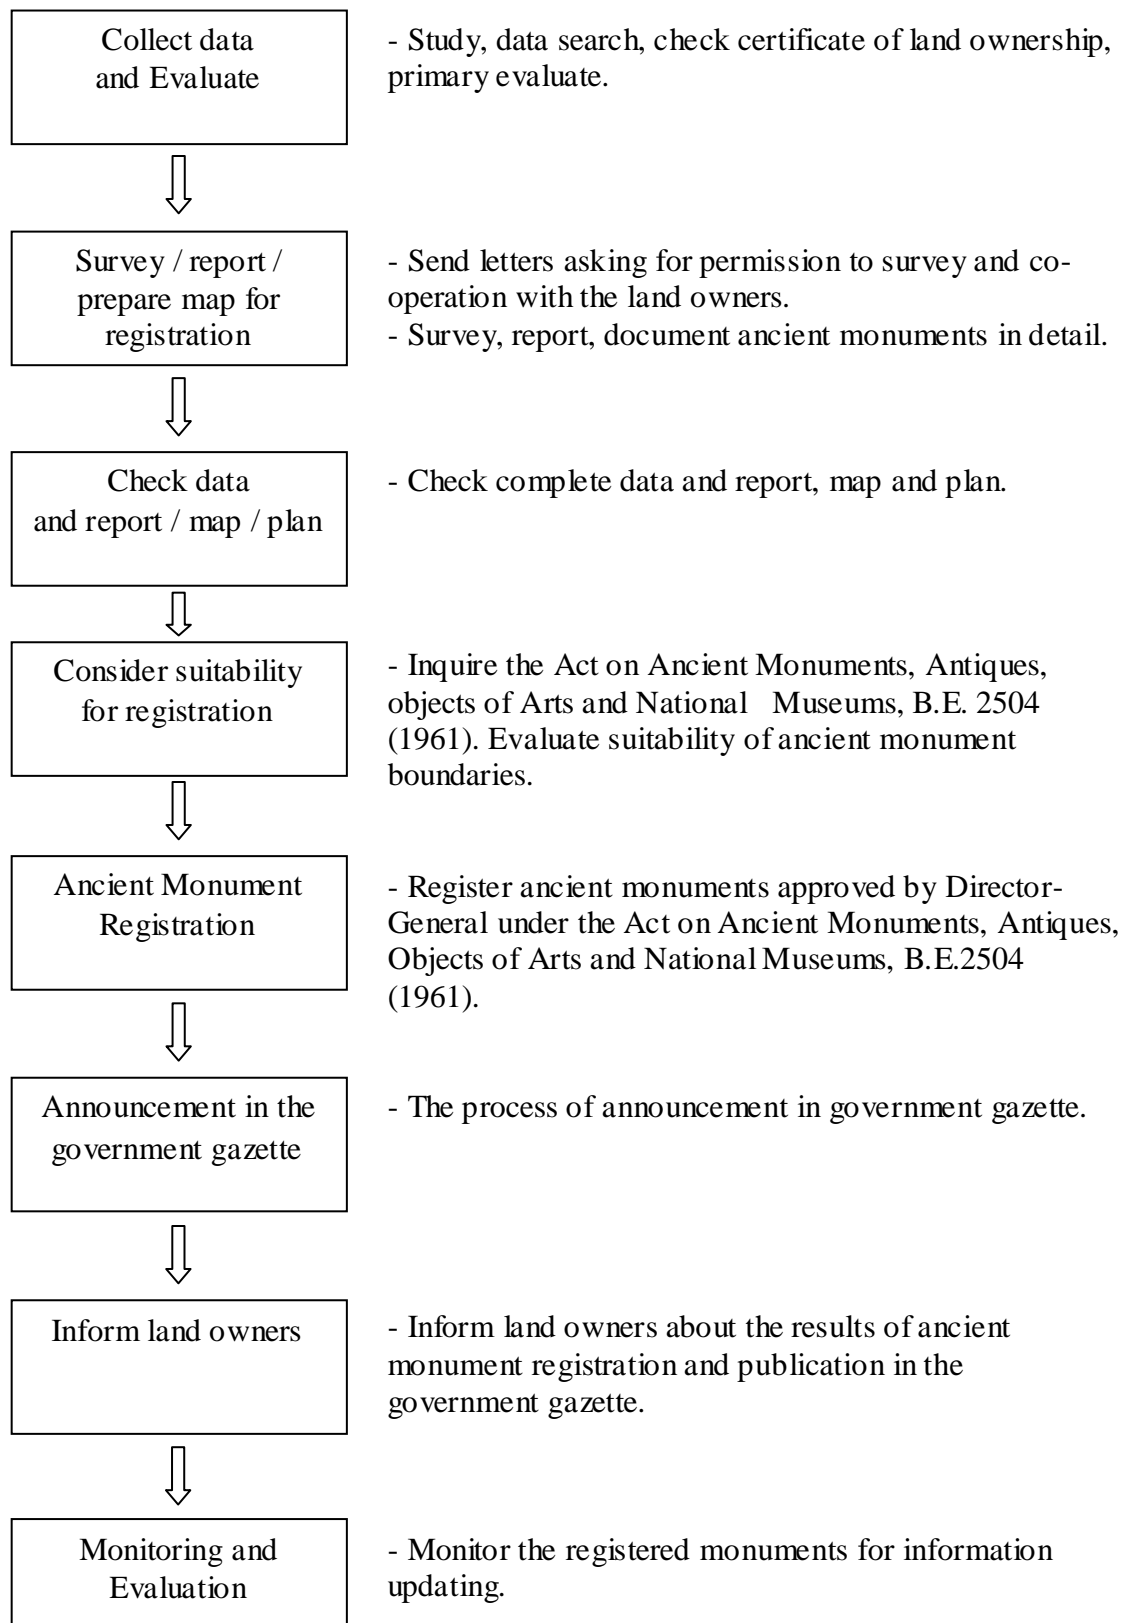 Collect data
and Evaluate
- Study, data search, check certificate of land ownership,
primary evaluate.
Survey / report /
prepare map for
registration
- Send letters asking for permission to survey and co-
operation with the land owners.
- Survey, report, document ancient monuments in detail.
Check data
and report / map / plan
- Check complete data and report, map and plan.
Consider suitability
for registration
- Inquire the Act on Ancient Monuments, Antiques,
objects of Arts and National Museums, B.E. 2504
(1961). Evaluate suitability of ancient monument
boundaries.
Ancient Monument
Registration
- Register ancient monuments approved by Director-
General under the Act on Ancient Monuments, Antiques,
Objects of Arts and National Museums, B.E.2504
(1961).
Announcement in the
government gazette
- The process of announcement in government gazette.
Inform land owners
- Inform land owners about the results of ancient
monument registration and publication in the
government gazette.
Monitoring and
Evaluation
- Monitor the registered monuments for information
updating.